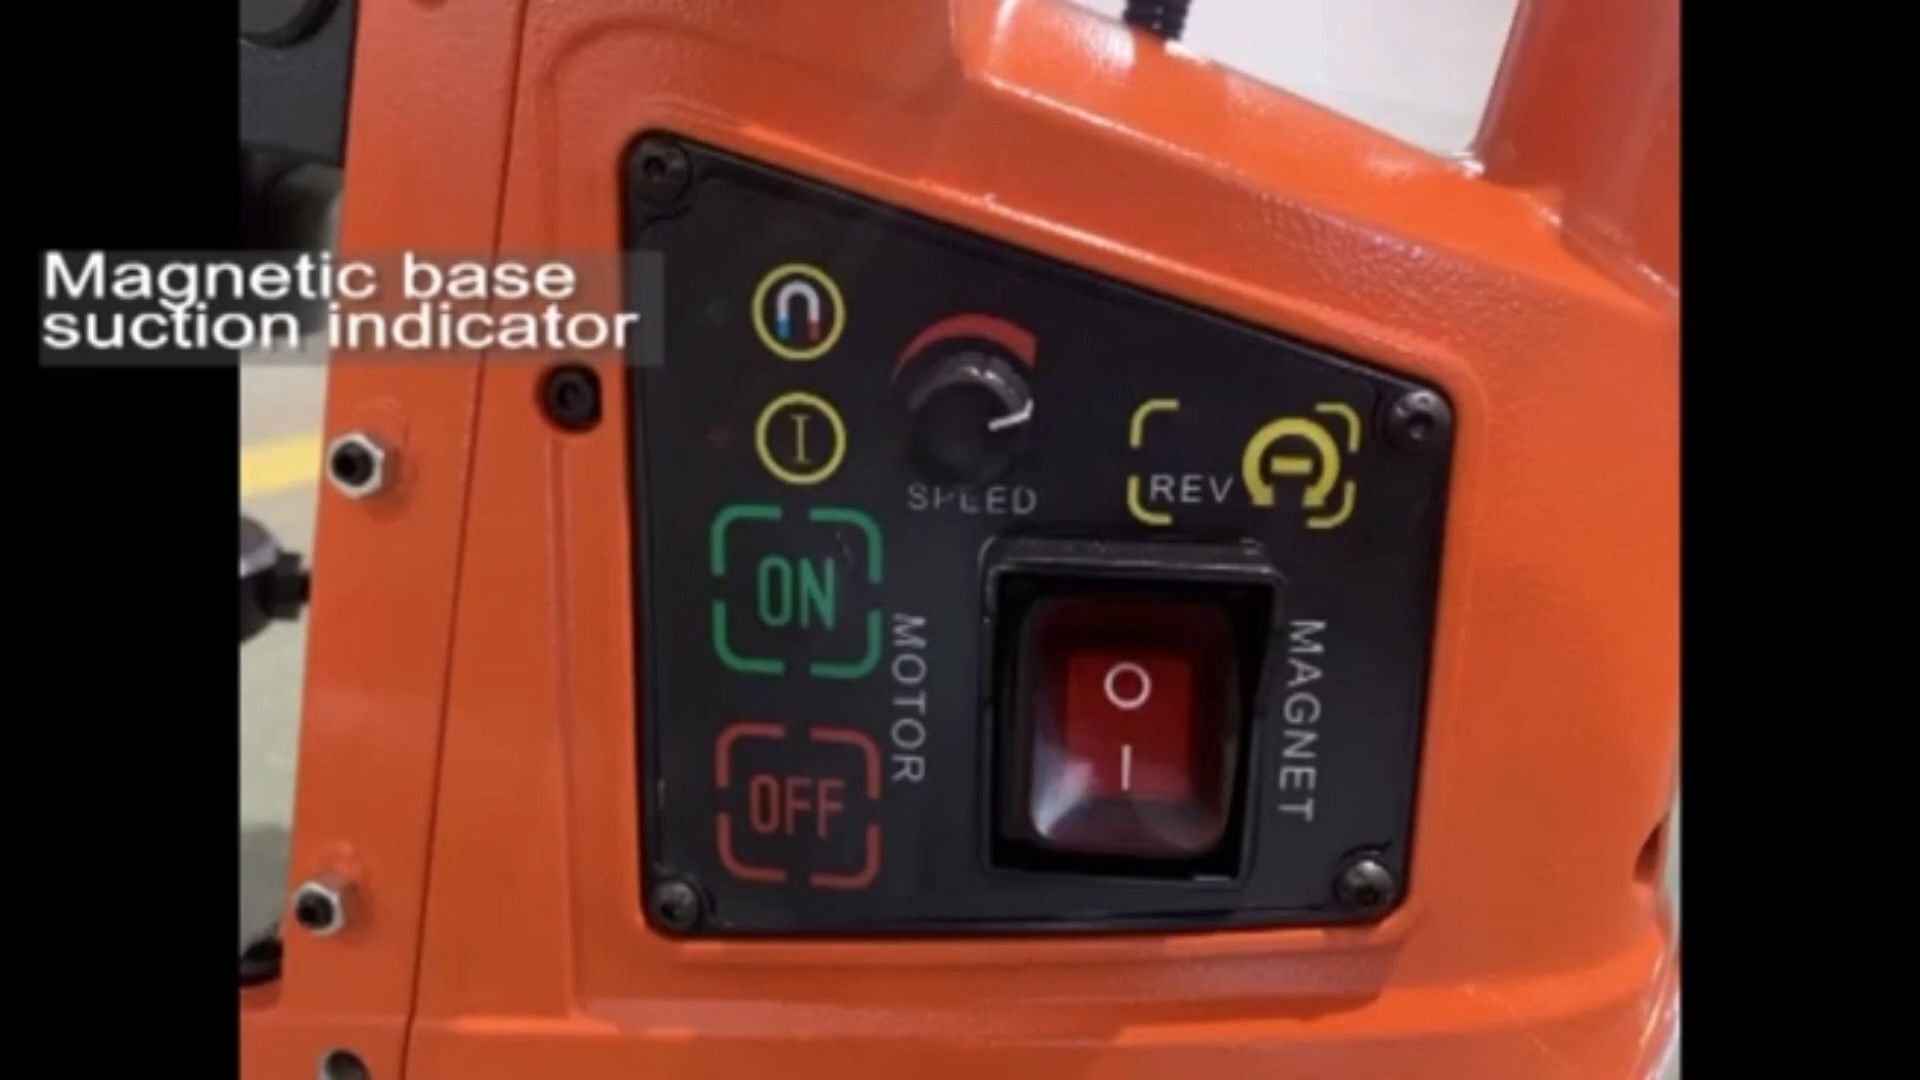 Magnetic base
suction indicator
I
SPEED
REV
ON
OFF
MOTOR
O
I
MAGNET